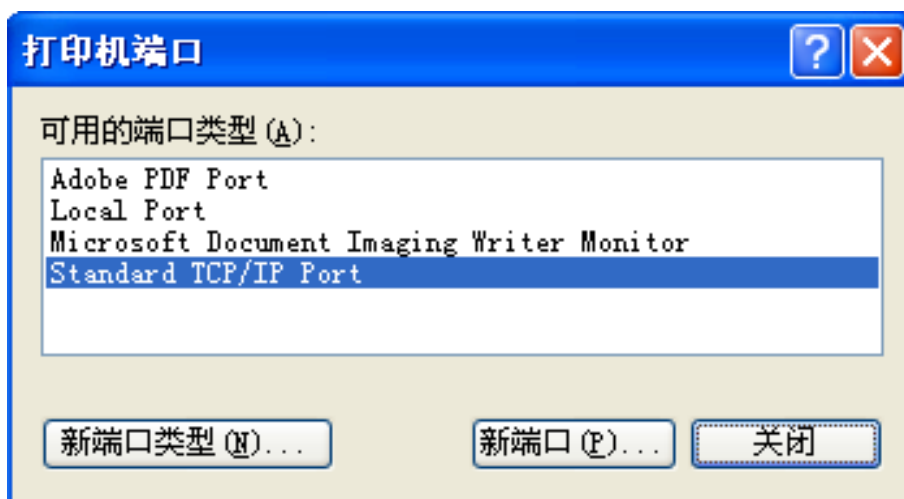 打印机端口
可用的端口类型(A):
Adobe PDF Port
Local Port
Microsoft Document Imaging Writer Monitor
Standard TCP/IP Port
新端口类型(N)... 新端口(P)... 关闭